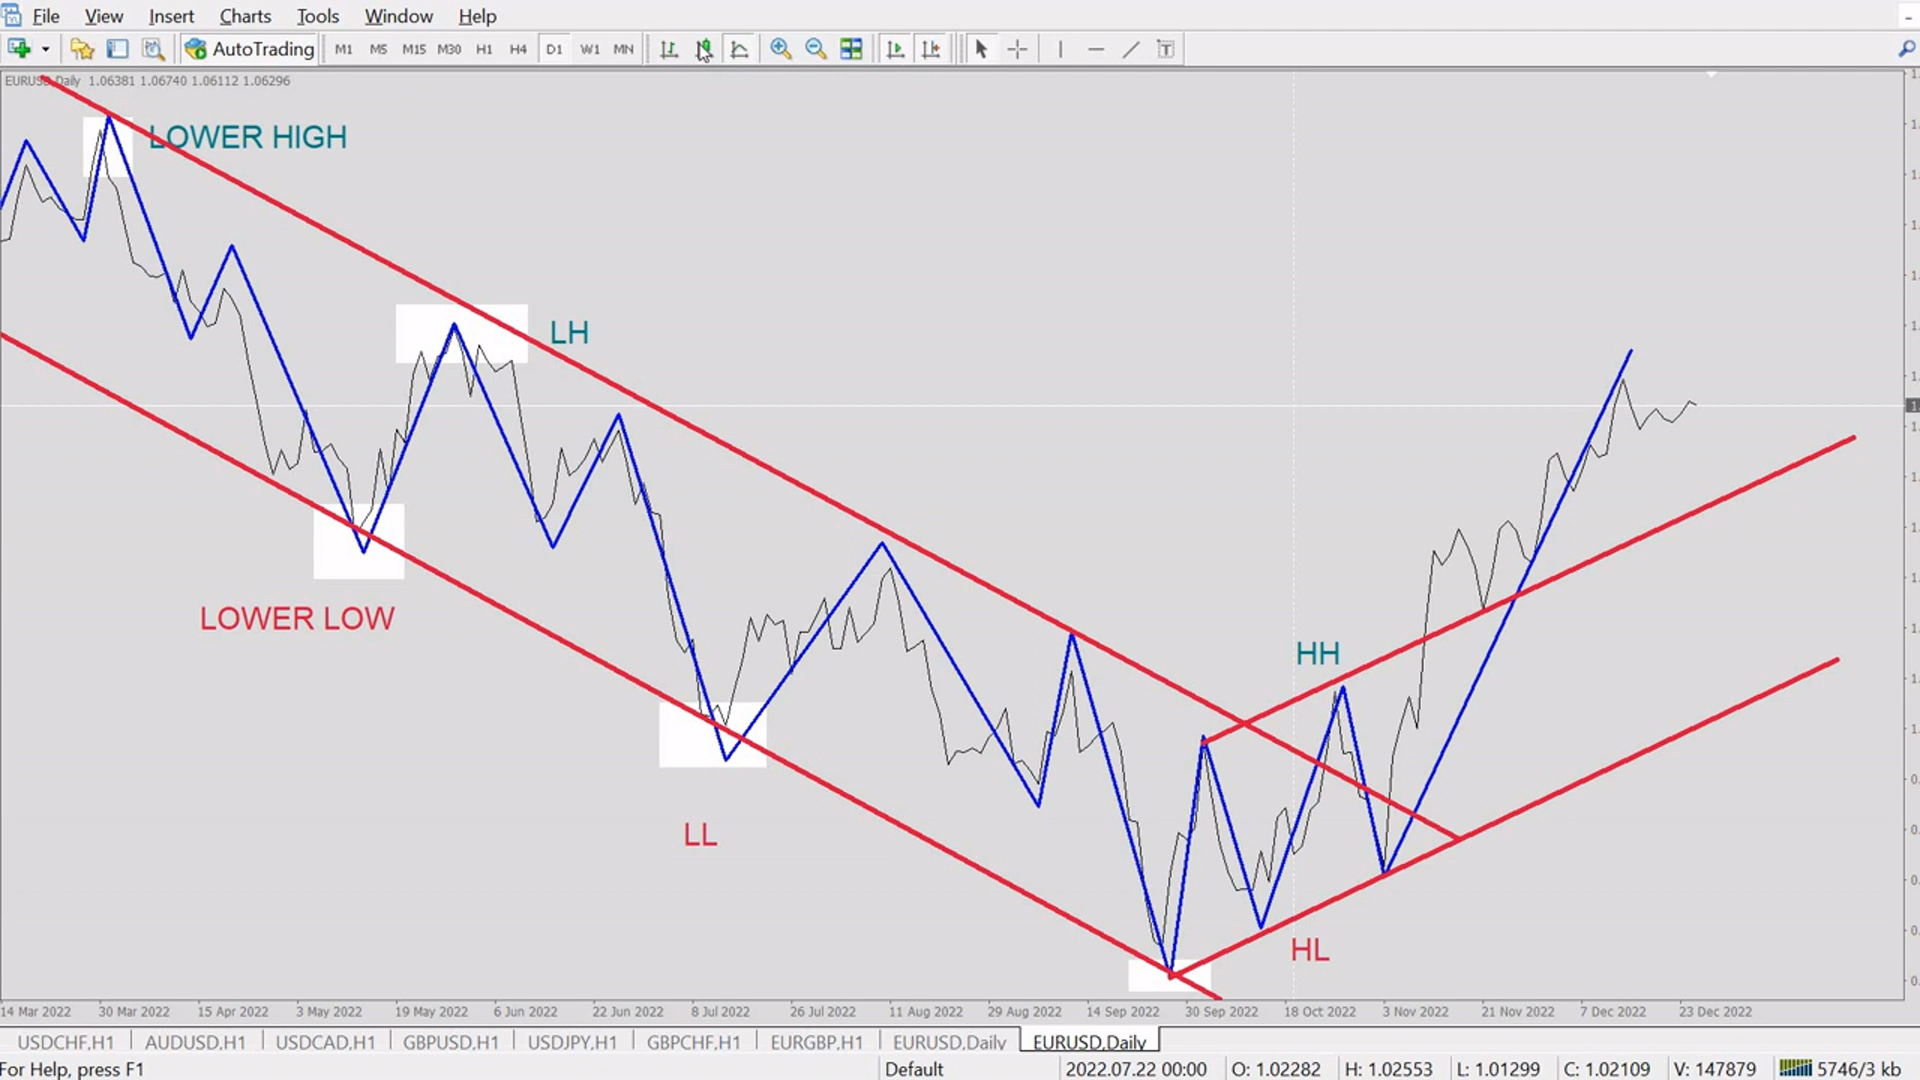 File View Insert Charts Tools Window Help
AutoTrading M1 M5 M15 M30 H1 H4 D1 W1 MN
EURUSD,Daily 1.06381 1.06740 1.06112 1.06296
LOWER HIGH
LH
LOWER LOW
HH
LL
HL
14 Mar 2022 30 Mar 2022 15 Apr 2022 3 May 2022 19 May 2022 6 Jun 2022 22 Jun 2022 8 Jul 2022 26 Jul 2022 11 Aug 2022 29 Aug 2022 14 Sep 2022 30 Sep 2022 18 Oct 2022 3 Nov 2022 21 Nov 2022 7 Dec 2022 23 Dec 2022
USDCHF,H1 AUDUSD,H1 USDCAD,H1 GBPUSD,H1 USDJPY,H1 GBPCHF,H1 EURGBP,H1 EURUSD,Daily EURUSD,Daily
For Help, press F1 Default 2022.07.22 00:00 O: 1.02282 H: 1.02553 L: 1.01299 C: 1.02109 V: 147879 5746/3 kb